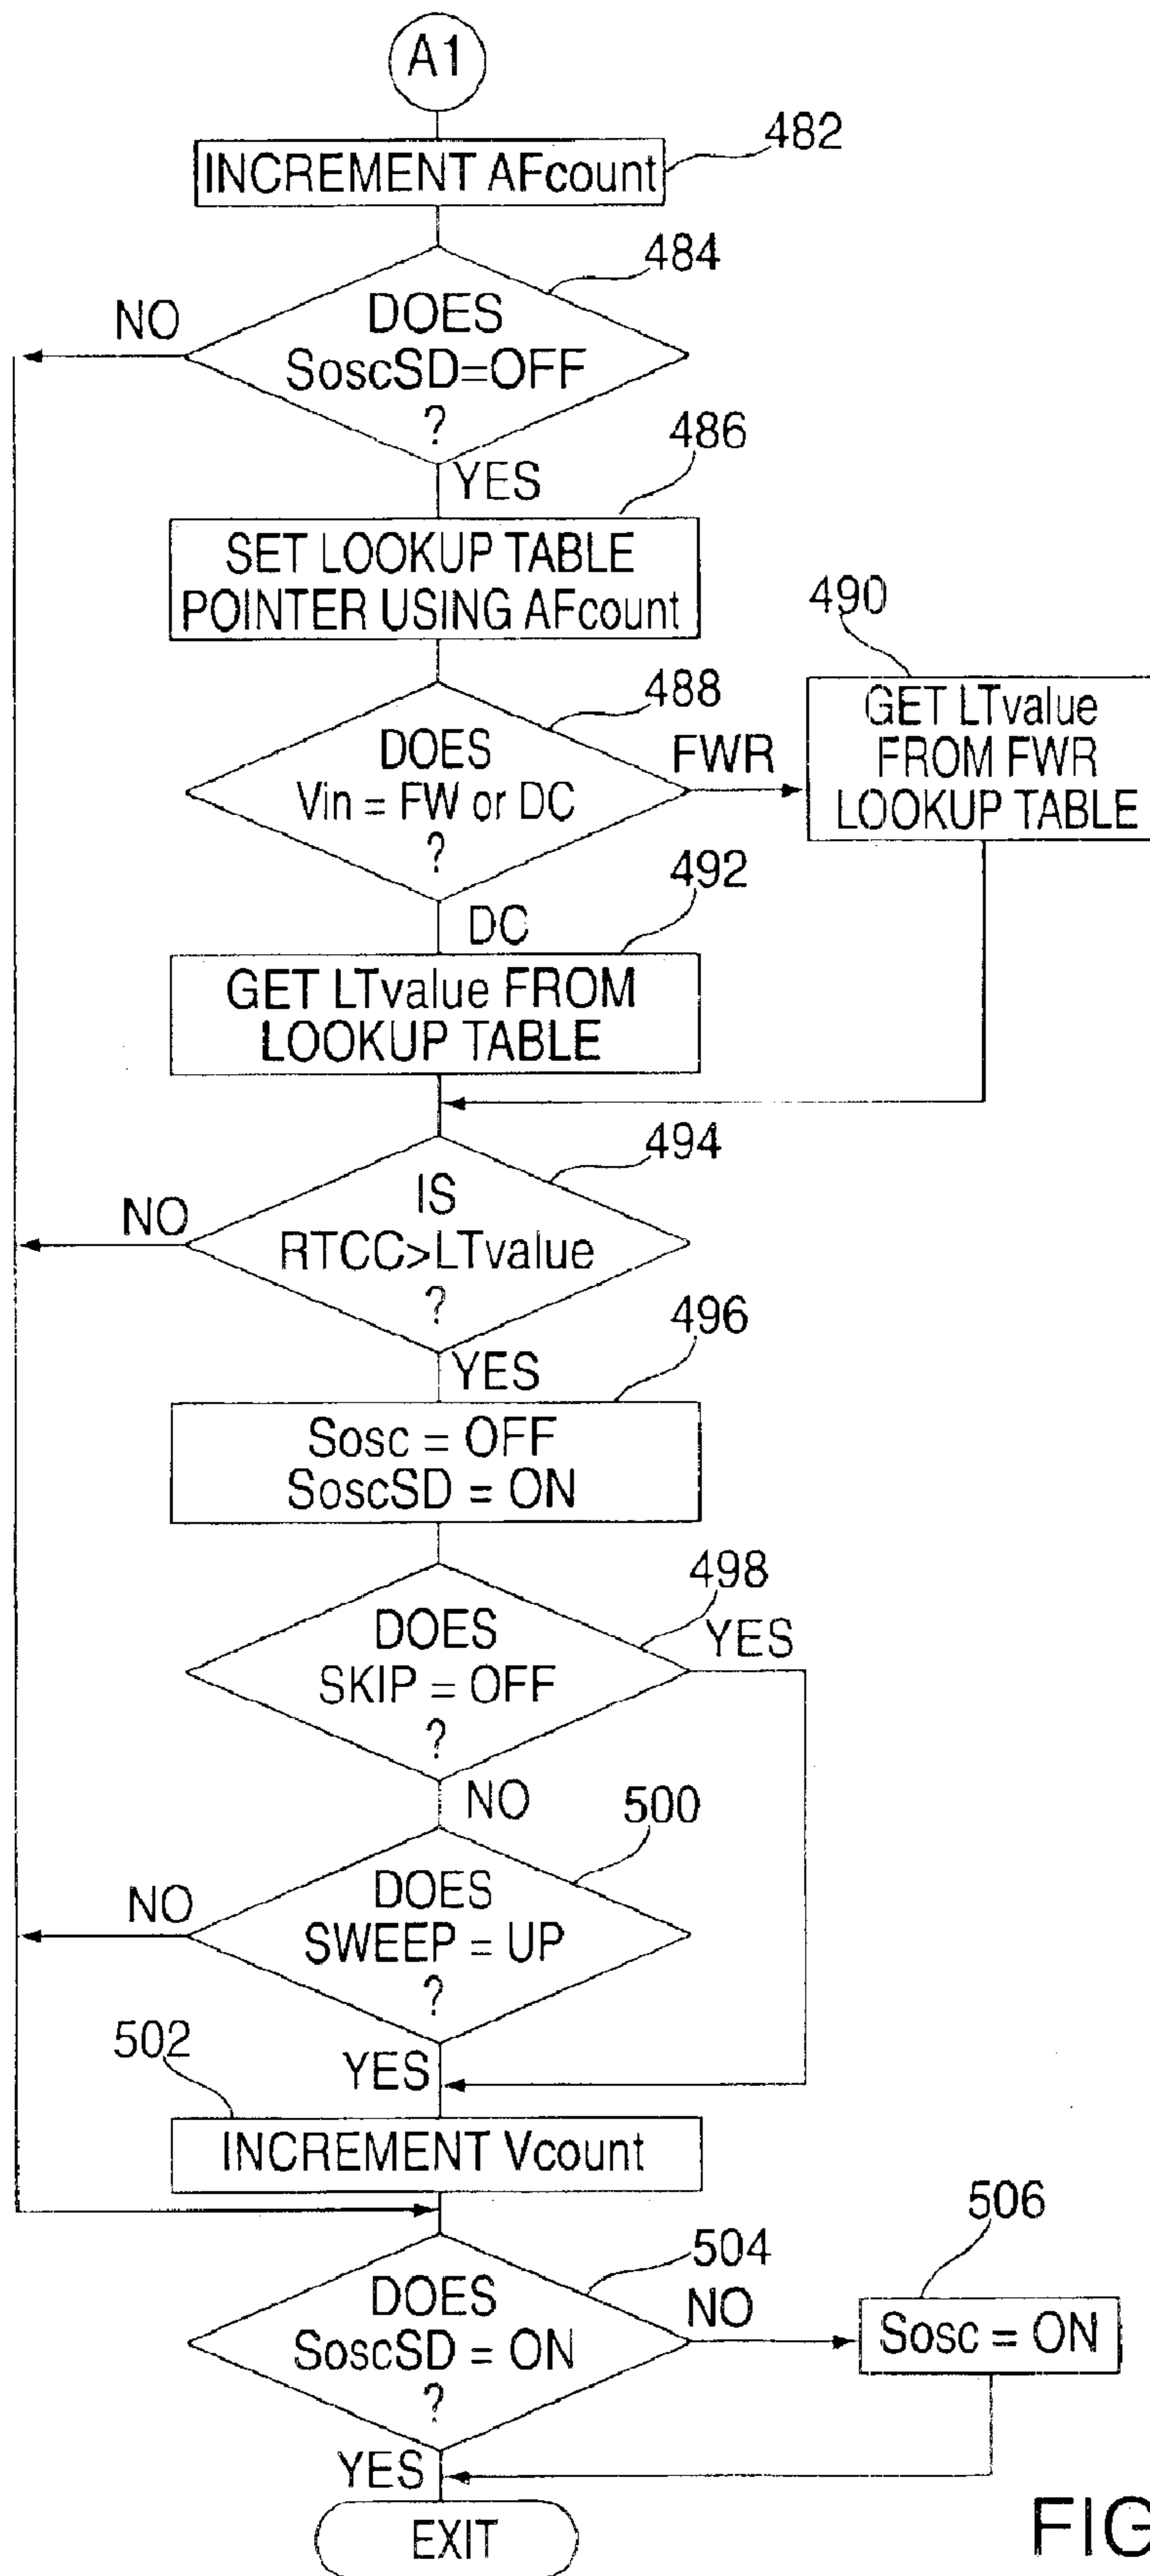 A1
482
INCREMENT AFcount
484
NO
DOES
SoscSD=OFF
?
YES
486
SET LOOKUP TABLE
POINTER USING AFcount
488
DOES
Vin = FW or DC
?
FWR
490
GET LTvalue
FROM FWR
LOOKUP TABLE
DC
492
GET LTvalue FROM
LOOKUP TABLE
494
NO
IS
RTCC>LTvalue
?
YES
496
Sosc = OFF
SoscSD = ON
498
DOES
SKIP = OFF
?
YES
NO
500
NO
DOES
SWEEP = UP
?
YES
502
INCREMENT Vcount
504
DOES
SoscSD = ON
?
NO
506
Sosc = ON
YES
EXIT
FIG